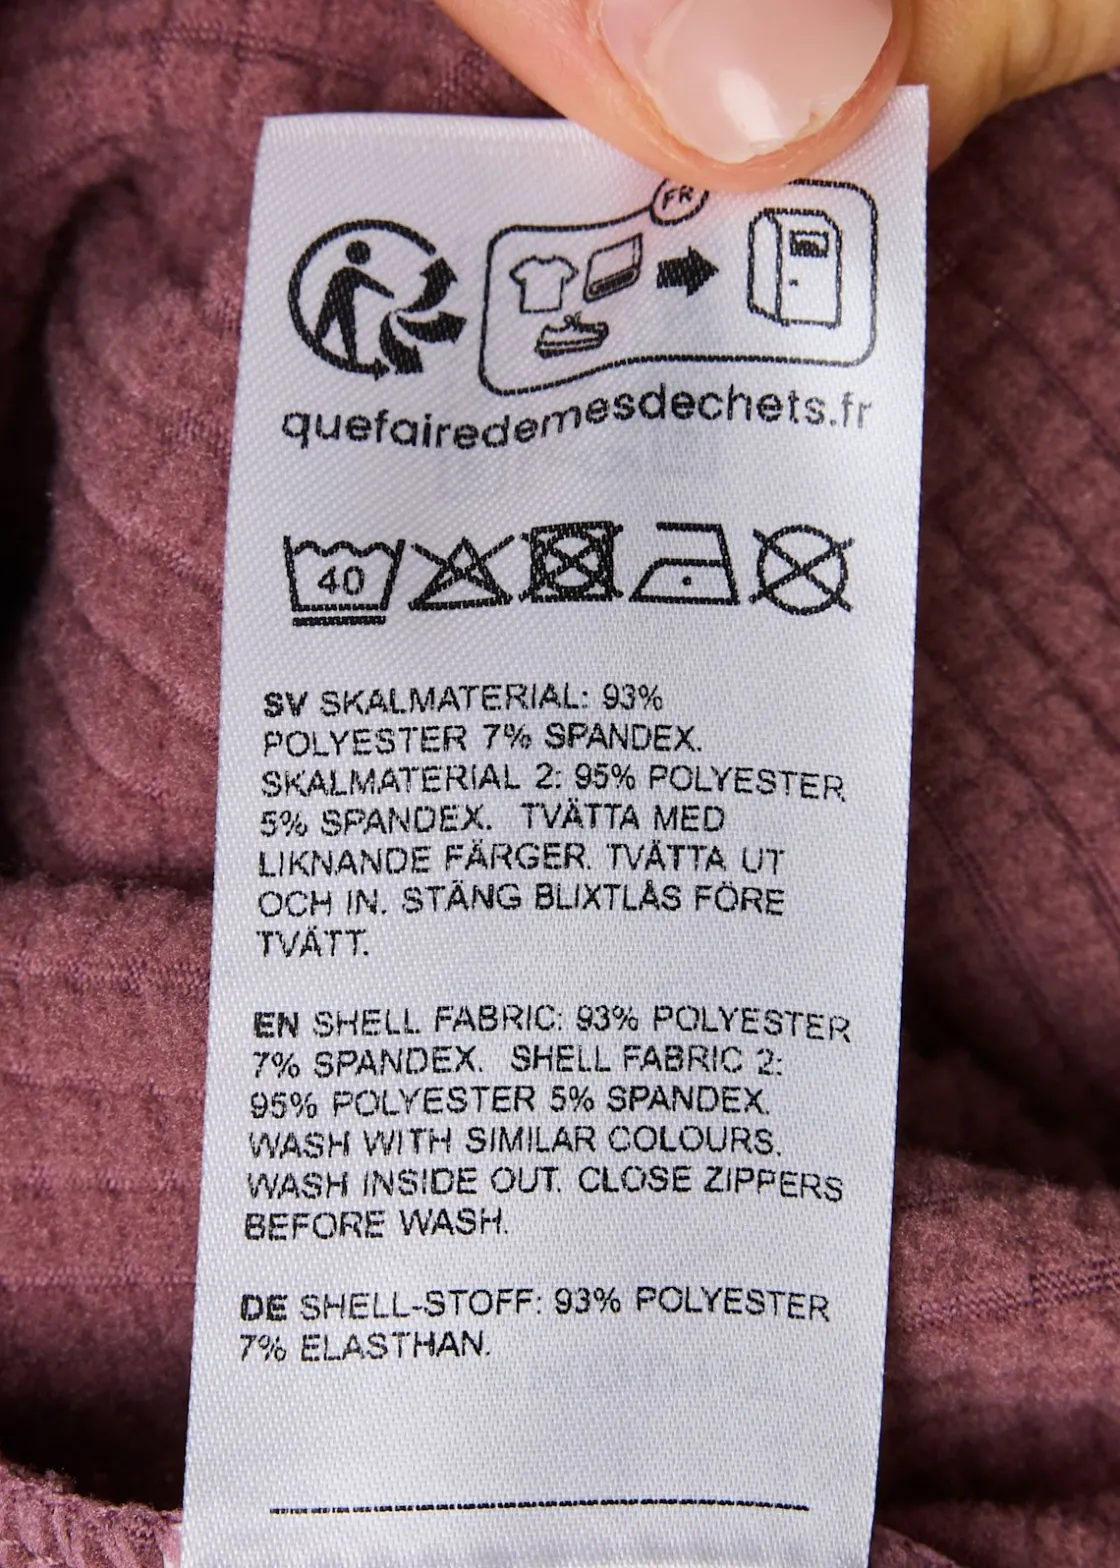 FR
quefairedemesdechets.fr
40
SV SKALMATERIAL: 93%
POLYESTER 7% SPANDEX.
SKALMATERIAL 2: 95% POLYESTER
5% SPANDEX. TVÄTTA MED
LIKNANDE FÄRGER. TVÄTTA UT
OCH IN. STÄNG BLIXTLÅS FÖRE
TVÄTT.
EN SHELL FABRIC: 93% POLYESTER
7% SPANDEX. SHELL FABRIC 2:
95% POLYESTER 5% SPANDEX.
WASH WITH SIMILAR COLOURS.
WASH INSIDE OUT. CLOSE ZIPPERS
BEFORE WASH.
DE SHELL-STOFF: 93% POLYESTER
7% ELASTHAN.